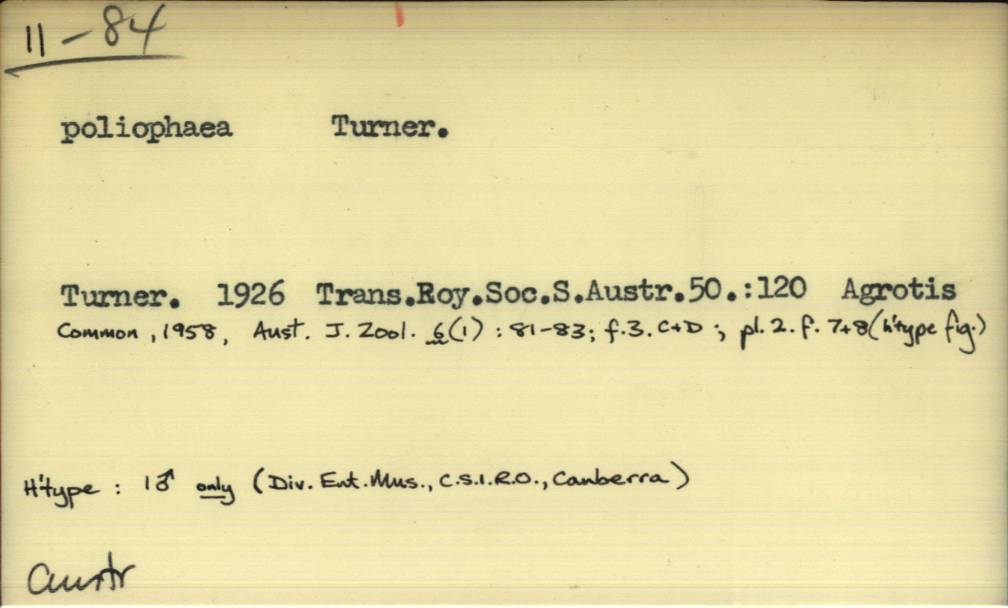 11-84
poliophaea Turner.
Turner. 1926 Trans.Roy.Soc.S.Austr.50.:120 Agrotis
Common, 1958, Aust. J. Zool. 6(1): 81-83; f.3. C+D; pl. 2. f. 7+8 (h'type fig.)
H'type : 1♂ only (Div. Ent. Mus., C.S.I.R.O., Canberra)
Austr